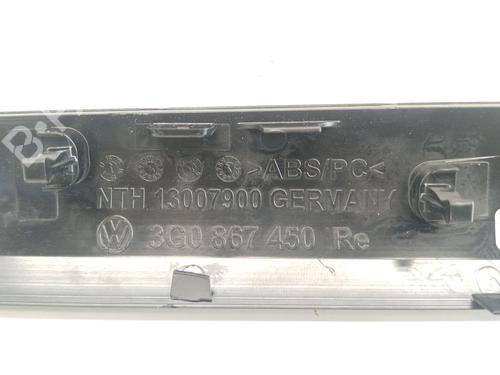 >ABS/PC<
NTH 13007900 GERMANY
3G0 867 450 Re